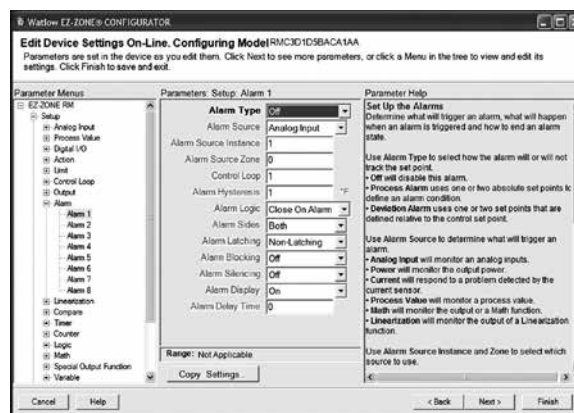 Watlow EZ-ZONE® CONFIGURATOR
Edit Device Settings On-Line. Configuring Model RMC3D1D5BACA1AA
Parameters are set in the device as you edit them. Click Next to see more parameters, or click a Menu in the tree to view and edit its
settings. Click Finish to save and exit.
Parameter Menus
EZ-ZONE RM
Setup
Analog Input
Process Value
Digital I/O
Action
Limit
Control Loop
Output
Alarm
Alarm 1
Alarm 2
Alarm 3
Alarm 4
Alarm 5
Alarm 6
Alarm 7
Alarm 8
Linearization
Compare
Timer
Counter
Logic
Math
Special Output Function
Variable
Parameters: Setup: Alarm 1
Alarm Type Off
Alarm Source Analog Input
Alarm Source Instance 1
Alarm Source Zone 0
Control Loop 1
Alarm Hysteresis 1 °F
Alarm Logic Close On Alarm
Alarm Sides Both
Alarm Latching Non-Latching
Alarm Blocking Off
Alarm Silencing Off
Alarm Display On
Alarm Delay Time 0
Range: Not Applicable
Copy Settings...
Parameter Help
Set Up the Alarms
Determine what will trigger an alarm, what will happen
when an alarm is triggered and how to end an alarm
state.
Use Alarm Type to select how the alarm will or will not
track the set point.
• Off will disable this alarm.
• Process Alarm uses one or two absolute set points to
define an alarm condition.
• Deviation Alarm uses one or two set points that are
defined relative to the control set point.
Use Alarm Source to determine what will trigger an
alarm.
• Analog Input will monitor an analog inputs.
• Power will monitor the output power.
• Current will respond to a problem detected by the
current sensor.
• Process Value will monitor a process value.
• Math will monitor the output of a Math function.
• Linearization will monitor the output of a Linearization
function.
Use Alarm Source Instance and Zone to select which
source to use.
Cancel
Help
< Back
Next >
Finish